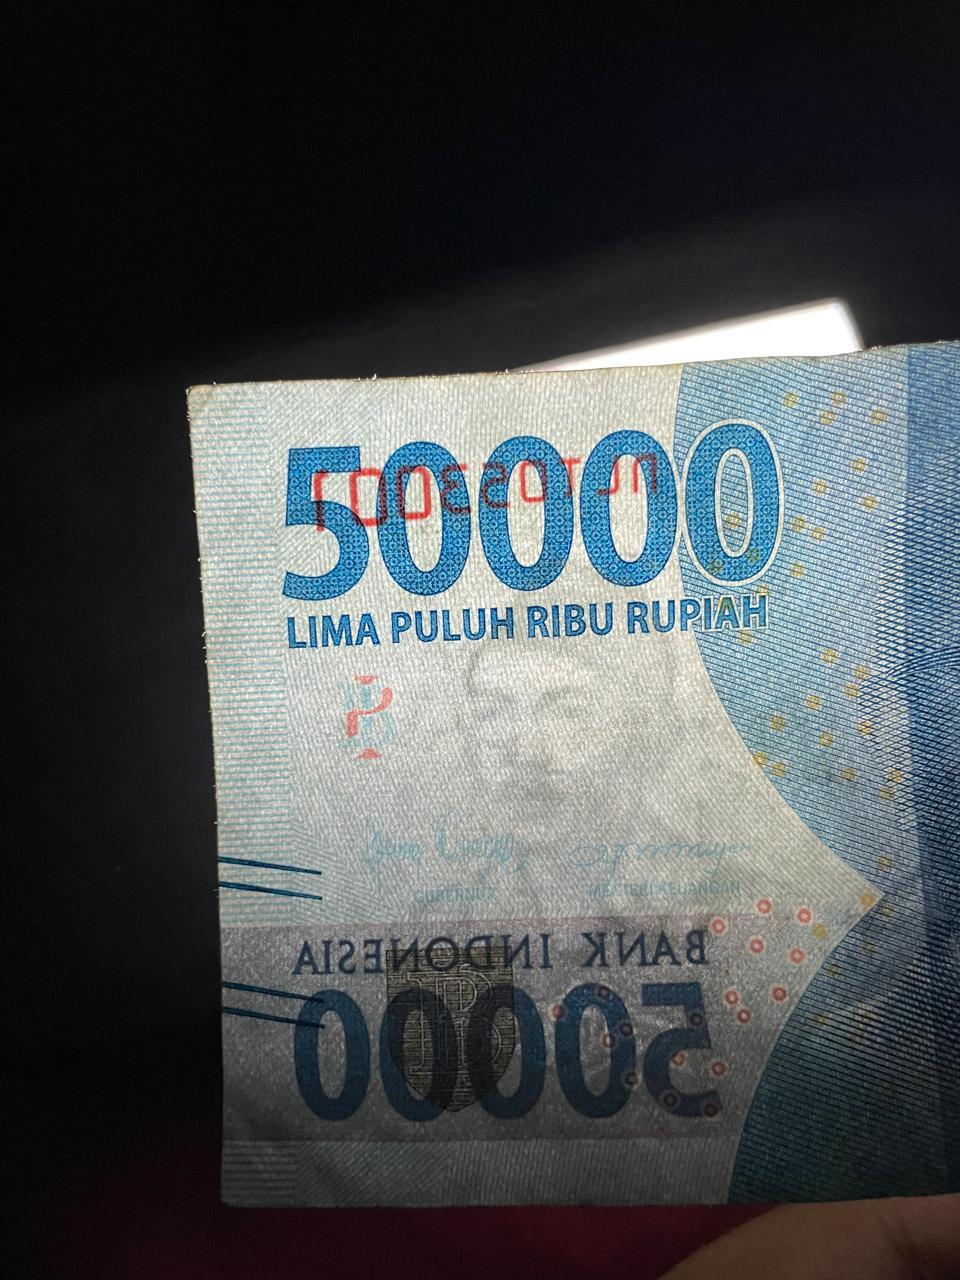 50000
LIMA PULUH RIBU RUPIAH
GUBERNUR
MENTERI KEUANGAN
BANK INDONESIA
50000